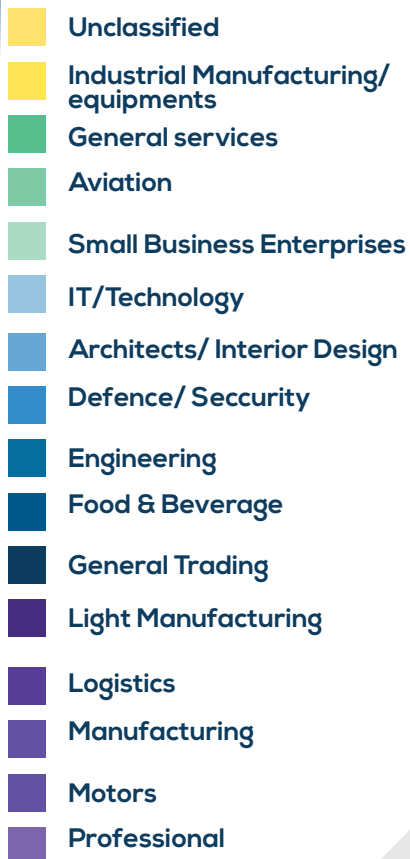 Unclassified
Industrial Manufacturing/
equipments
General services
Aviation
Small Business Enterprises
IT/Technology
Architects/ Interior Design
Defence/ Seccurity
Engineering
Food & Beverage
General Trading
Light Manufacturing
Logistics
Manufacturing
Motors
Professional